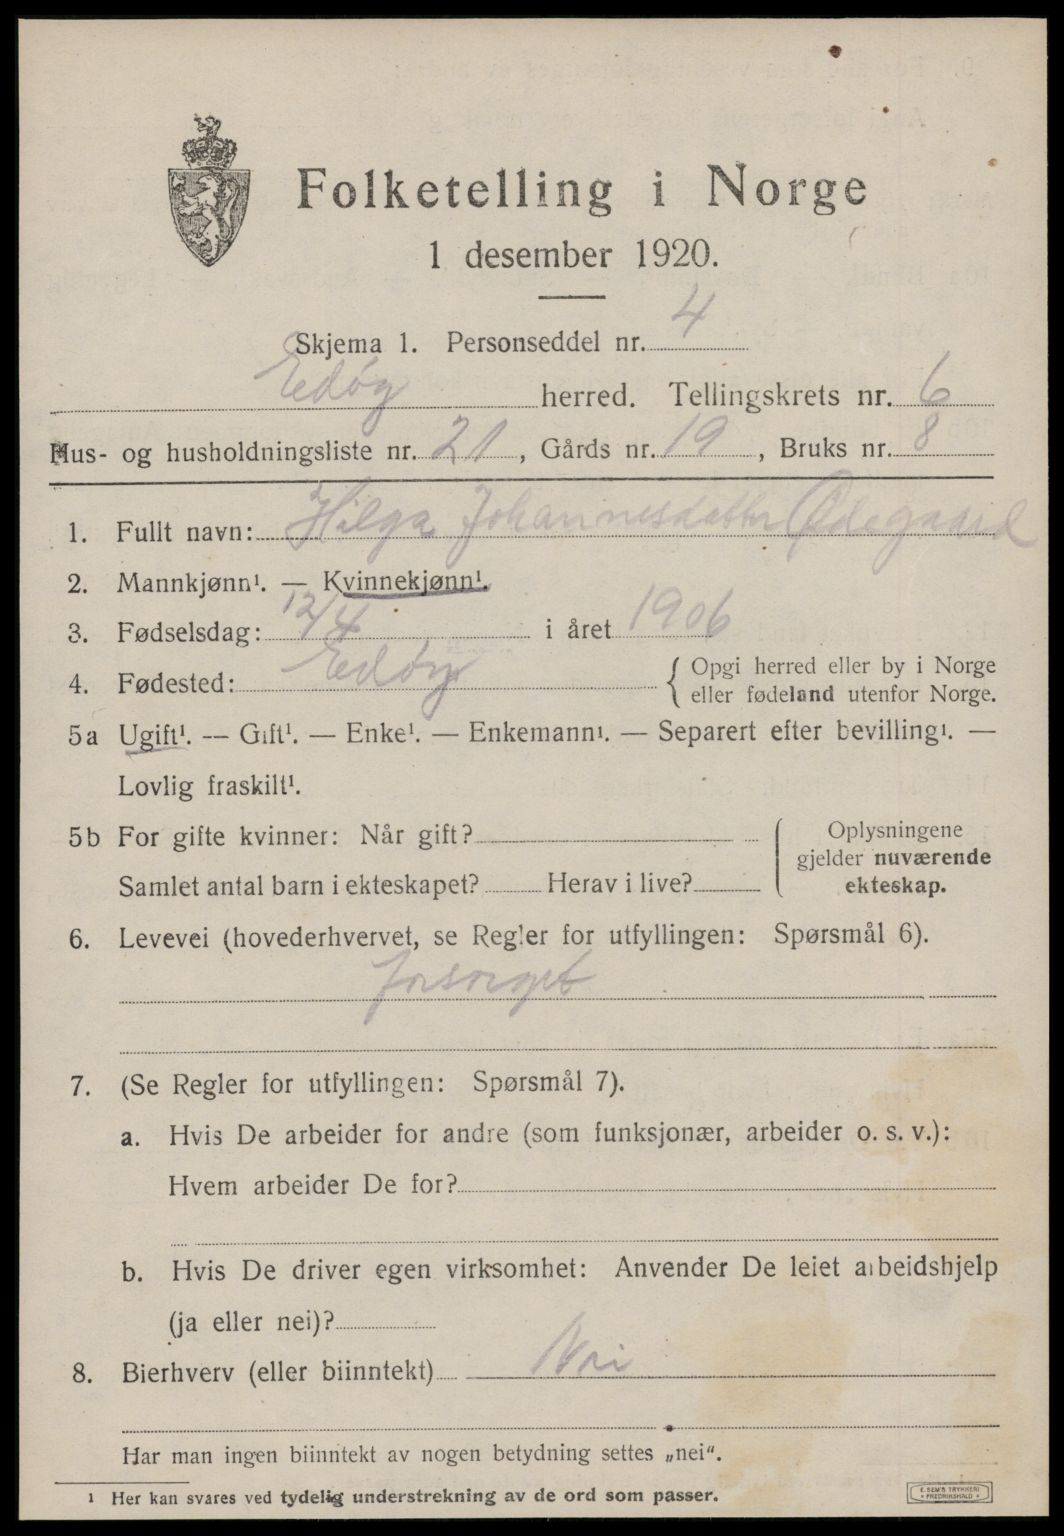 Folketelling i Norge
1 desember 1920.
Skjema 1. Personseddel nr. 4
Edøy herred. Tellingskrets nr. 6
Hus- og husholdningsliste nr. 21, Gårds nr. 19, Bruks nr. 8
1. Fullt navn: Hilga Johannesdatter Ødegaard
2. Mannkjønn¹. — Kvinnekjønn¹.
3. Fødselsdag: 12/4 i året 1906
4. Fødested: Edøy { Opgi herred eller by i Norge
eller fødeland utenfor Norge.
5a Ugift¹. — Gift¹. — Enke¹. — Enkemann¹. — Separert efter bevilling¹. —
Lovlig fraskilt¹.
5b For gifte kvinner: Når gift?
Samlet antal barn i ekteskapet? Herav i live?
Oplysningene
gjelder nuværende
ekteskap.
6. Levevei (hovederhvervet, se Regler for utfyllingen: Spørsmål 6).
forsørget
7. (Se Regler for utfyllingen: Spørsmål 7).
a. Hvis De arbeider for andre (som funksjonær, arbeider o. s. v.):
Hvem arbeider De for?
b. Hvis De driver egen virksomhet: Anvender De leiet arbeidshjelp
(ja eller nei)?
8. Bierhverv (eller biinntekt) Nei
Har man ingen biinntekt av nogen betydning settes „nei“.
¹ Her kan svares ved tydelig understrekning av de ord som passer.
E. SEM'S TRYKKERI
• FREDRIKSHALD •